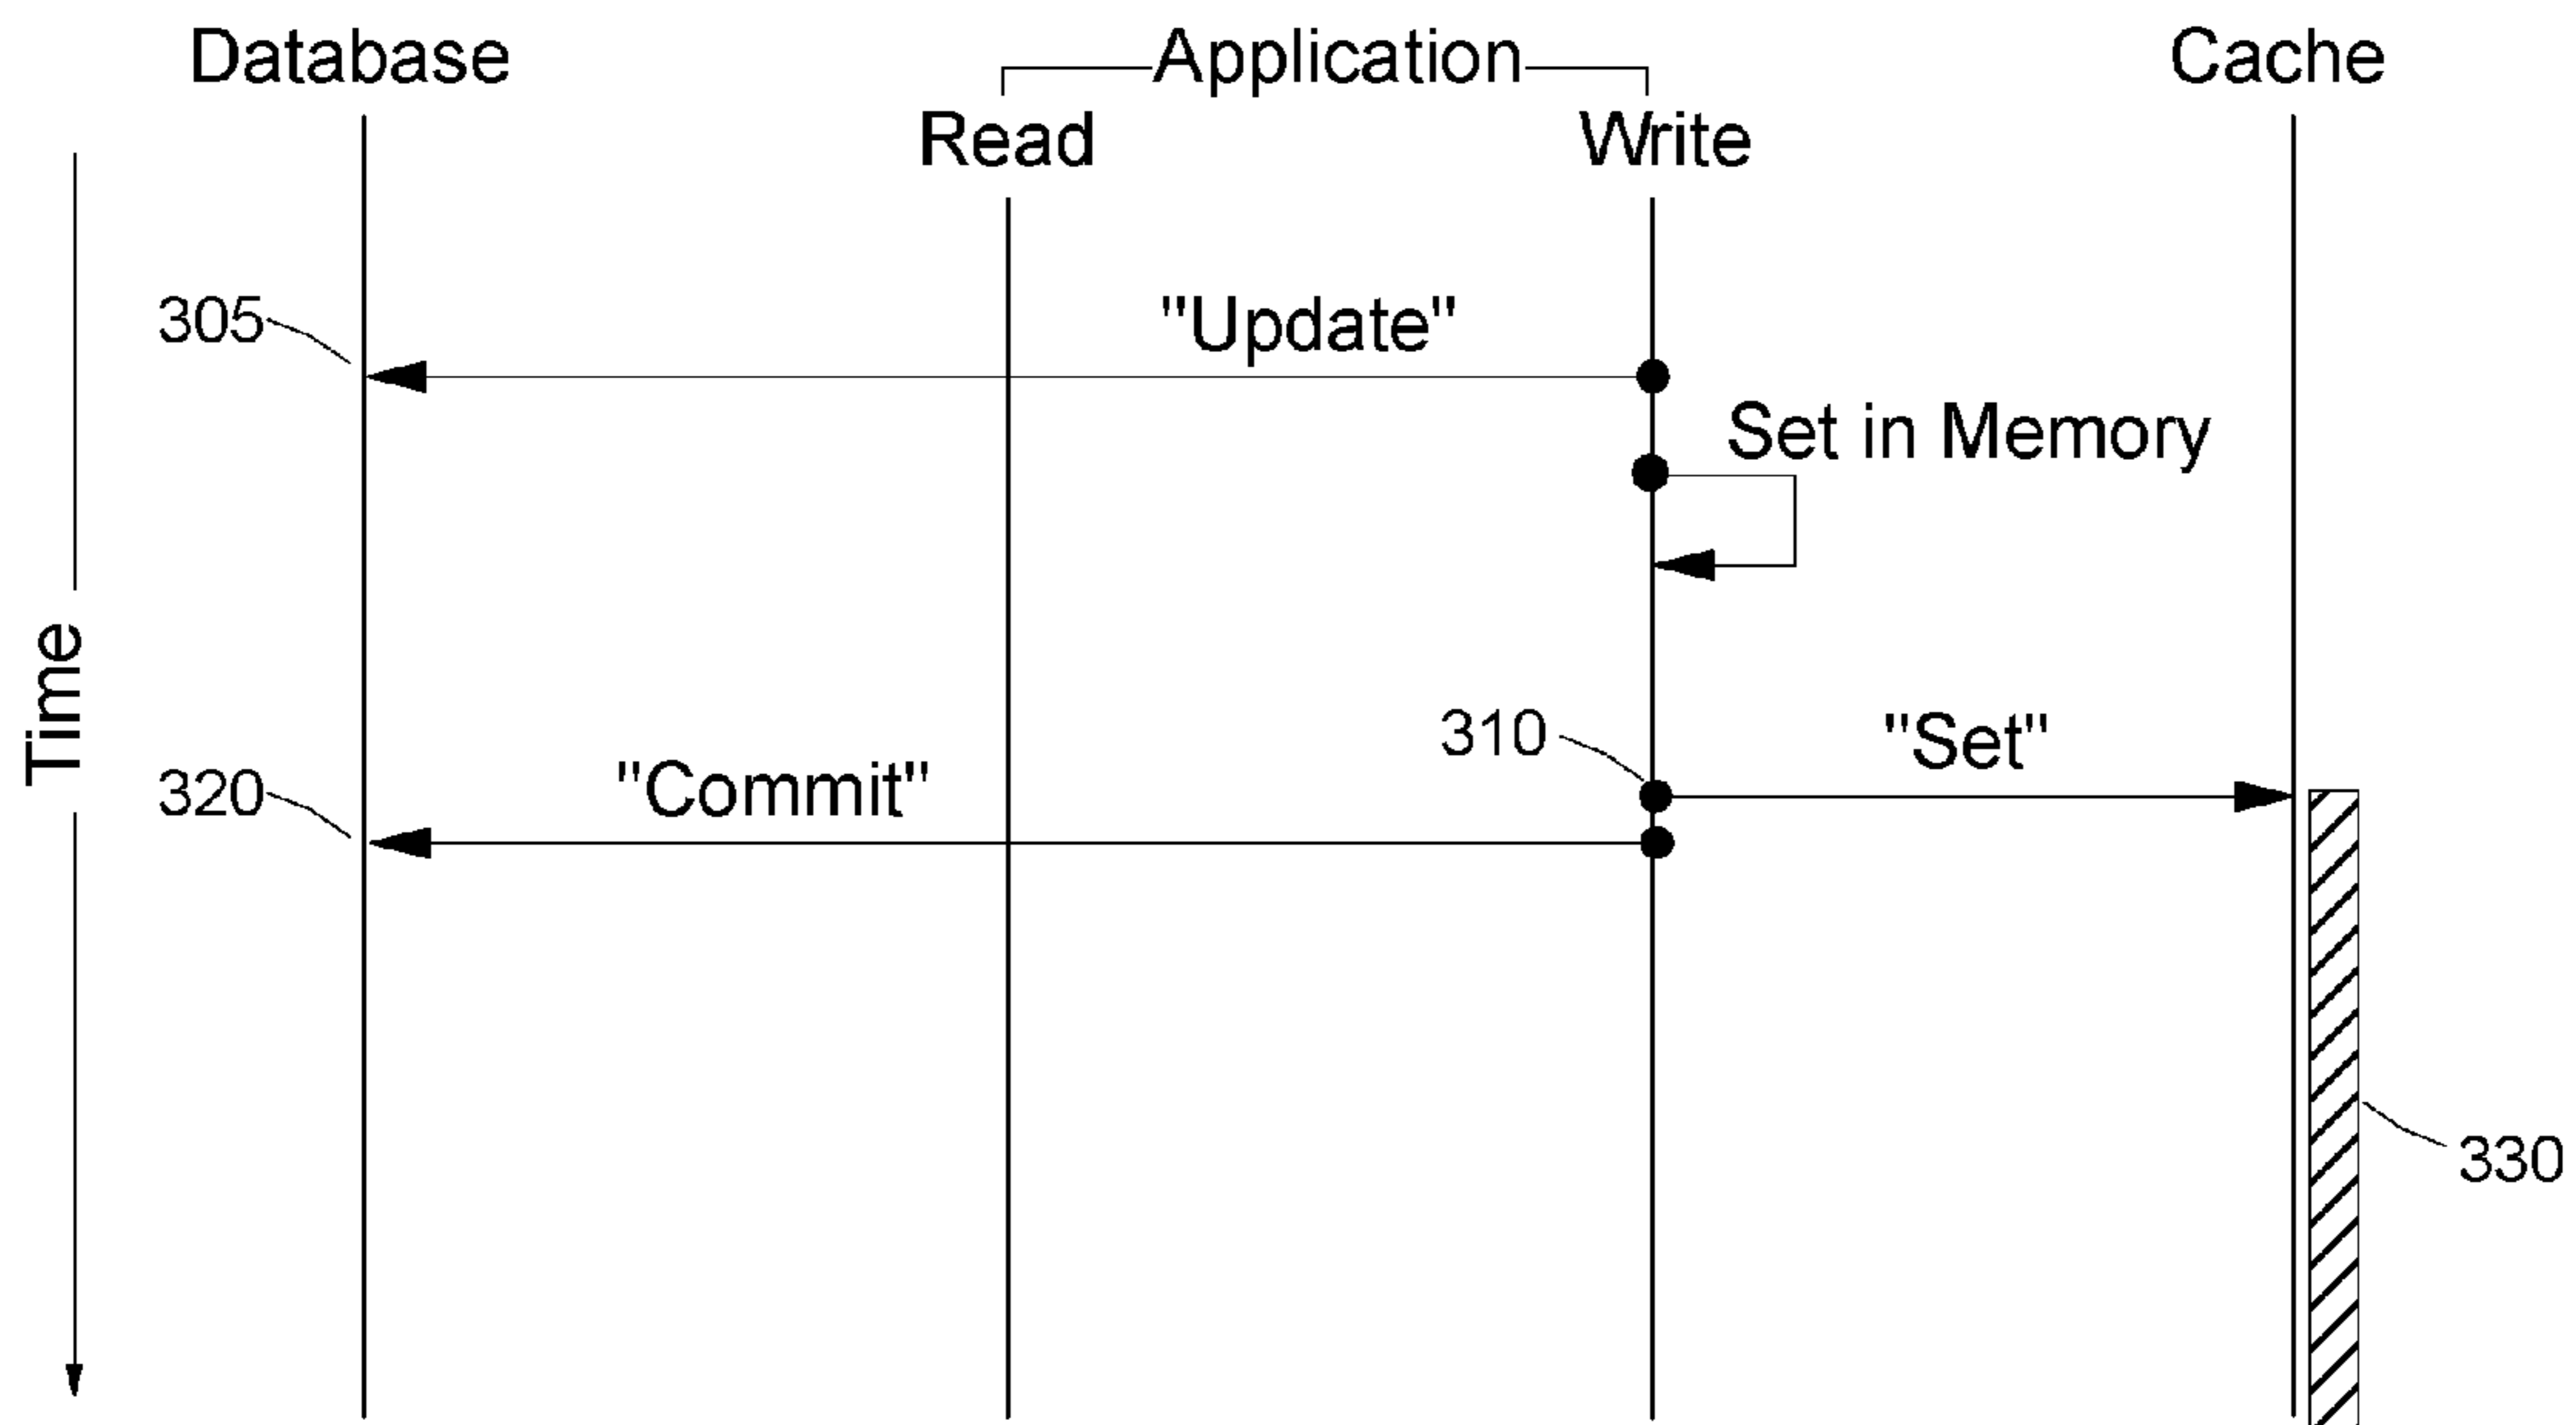 Database
Application
Cache
Read
Write
305
"Update"
Set in Memory
Time
310
"Set"
320
"Commit"
330